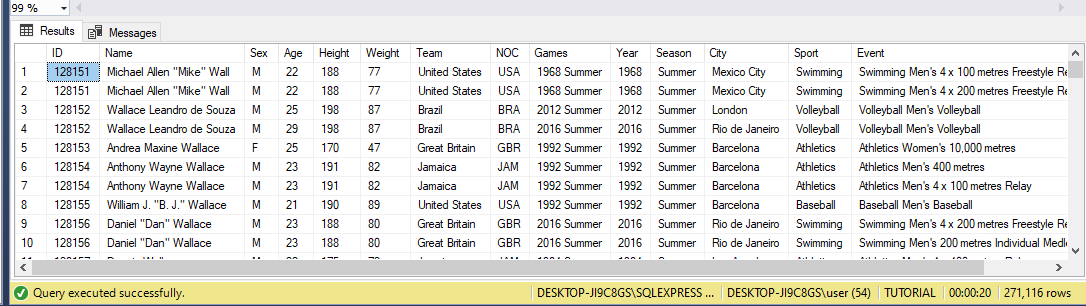 99 %
Results Messages
ID Name Sex Age Height Weight Team NOC Games Year Season City Sport Event
1 128151 Michael Allen "Mike" Wall M 22 188 77 United States USA 1968 Summer 1968 Summer Mexico City Swimming Swimming Men's 4 x 100 metres Freestyle Re
2 128151 Michael Allen "Mike" Wall M 22 188 77 United States USA 1968 Summer 1968 Summer Mexico City Swimming Swimming Men's 4 x 200 metres Freestyle Re
3 128152 Wallace Leandro de Souza M 25 198 87 Brazil BRA 2012 Summer 2012 Summer London Volleyball Volleyball Men's Volleyball
4 128152 Wallace Leandro de Souza M 29 198 87 Brazil BRA 2016 Summer 2016 Summer Rio de Janeiro Volleyball Volleyball Men's Volleyball
5 128153 Andrea Maxine Wallace F 25 170 47 Great Britain GBR 1992 Summer 1992 Summer Barcelona Athletics Athletics Women's 10,000 metres
6 128154 Anthony Wayne Wallace M 23 191 82 Jamaica JAM 1992 Summer 1992 Summer Barcelona Athletics Athletics Men's 400 metres
7 128154 Anthony Wayne Wallace M 23 191 82 Jamaica JAM 1992 Summer 1992 Summer Barcelona Athletics Athletics Men's 4 x 100 metres Relay
8 128155 William J. "B. J." Wallace M 21 190 89 United States USA 1992 Summer 1992 Summer Barcelona Baseball Baseball Men's Baseball
9 128156 Daniel "Dan" Wallace M 23 188 80 Great Britain GBR 2016 Summer 2016 Summer Rio de Janeiro Swimming Swimming Men's 4 x 200 metres Freestyle Re
10 128156 Daniel "Dan" Wallace M 23 188 80 Great Britain GBR 2016 Summer 2016 Summer Rio de Janeiro Swimming Swimming Men's 200 metres Individual Medle
Query executed successfully. DESKTOP-JI9C8GS\SQLEXPRESS ... DESKTOP-JI9C8GS\user (54) TUTORIAL 00:00:20 271,116 rows